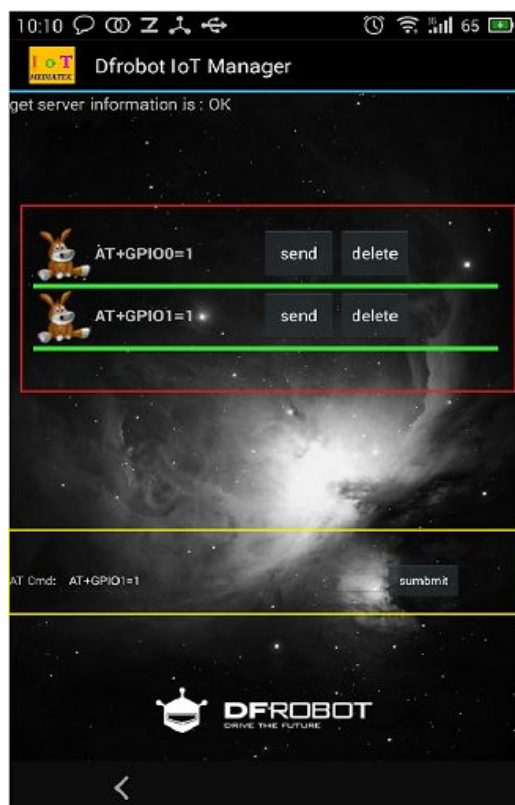 10:10 65
IoT
MEDIATEK
Dfrobot IoT Manager
get server information is : OK
AT+GPIO0=1 send delete
AT+GPIO1=1 send delete
AT Cmd: AT+GPIO1=1 sumbmit
DFROBOT
DRIVE THE FUTURE